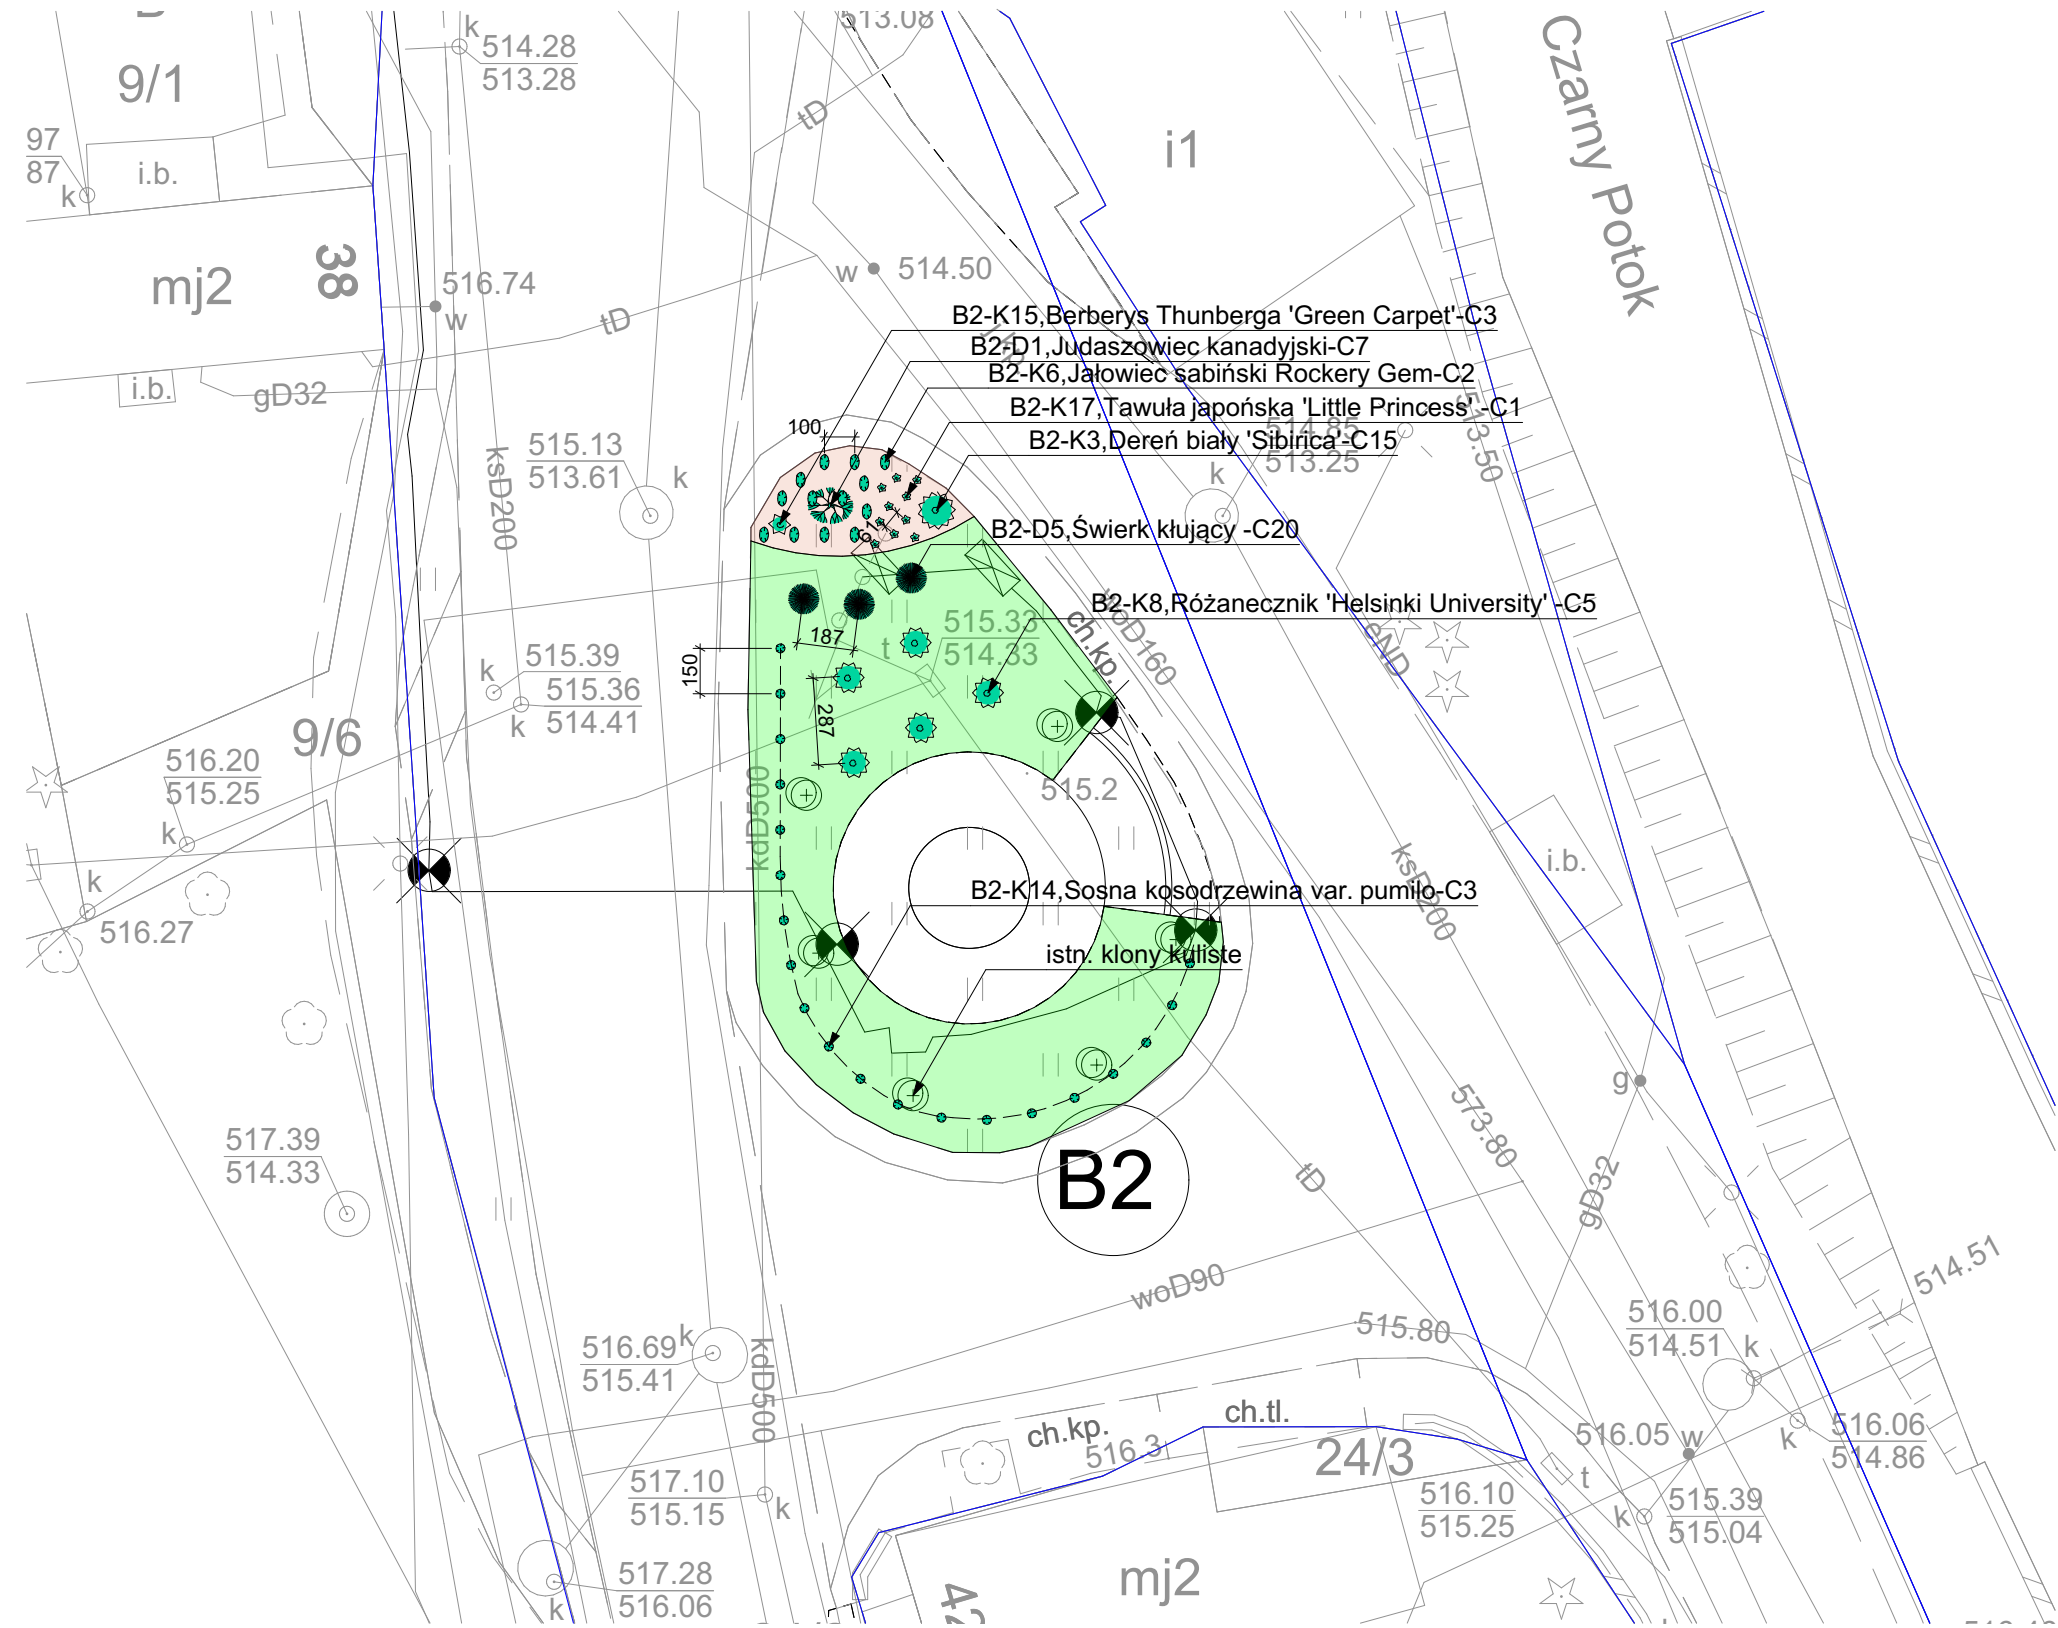 513.08
k
514.28
513.28
9/1
97
87
k
i.b.
tD
i1
Czarny Potok
38
mj2
516.74
w
w
514.50
tD
i.b.
gD32
B2-K15,Berberys Thunberga 'Green Carpet'-C3
B2-D1,Judaszowiec kanadyjski-C7
B2-K6,Jałowiec sabiński Rockery Gem-C2
B2-K17,Tawuła japońska 'Little Princess' -C1
B2-K3,Dereń biały 'Sibirica'-C15
100
515.13
513.61
k
ksD200
514.85
513.25
k
513.50
B2-D5,Świerk kłujący -C20
B2-K8,Różanecznik 'Helsinki University' -C5
woD160
ch.kp.
eND
187
t
515.33
514.33
150
287
k
515.39
515.36
514.41
k
9/6
516.20
515.25
k
kdD500
515.2
ksD200
i.b.
k
516.27
B2-K14,Sosna kosodrzewina var. pumilo-C3
istn. klony kuliste
g
573.80
517.39
514.33
B2
tD
gD32
woD90
514.51
516.00
514.51
k
515.80
516.69
515.41
k
kdD500
ch.kp.
ch.tl.
516.3
24/3
516.05
w
k
516.06
514.86
t
517.10
515.15
k
516.10
515.25
k
515.39
515.04
517.28
516.06
k
mj2